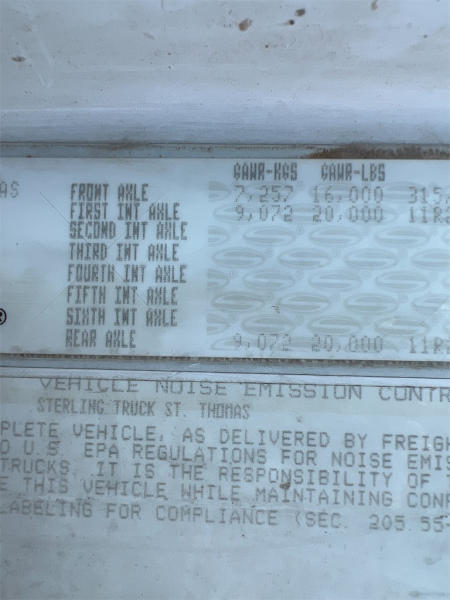 GAWR-KGS GAWR-LBS
AS FRONT AXLE 7,257 16,000 315
FIRST INT AXLE 9,072 20,000 11R2
SECOND INT AXLE
THIRD INT AXLE
FOURTH INT AXLE
FIFTH INT AXLE
® SIXTH INT AXLE
REAR AXLE 9,072 20,000 11R2
VEHICLE NOISE EMISSION CONTR
STERLING TRUCK ST. THOMAS
PLETE VEHICLE, AS DELIVERED BY FREIGH
O U.S. EPA REGULATIONS FOR NOISE EMIS
TRUCKS. IT IS THE RESPONSIBILITY OF
E THIS VEHICLE WHILE MAINTAINING CONF
LABELING FOR COMPLIANCE (SEC. 205.55-